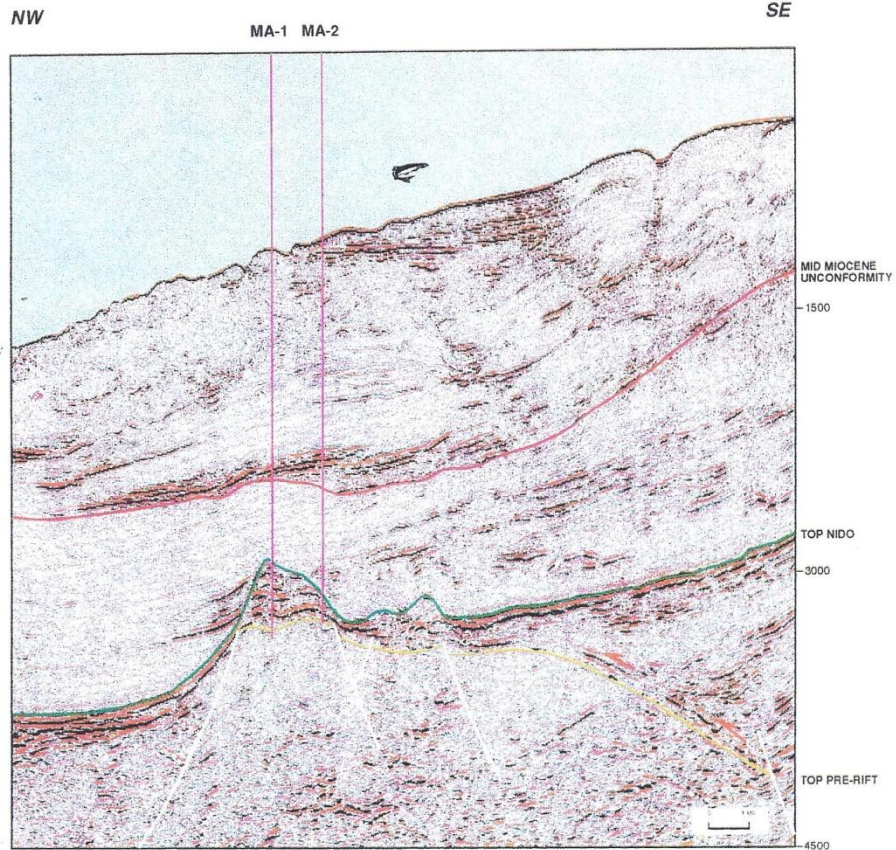 NW
SE
MA-1 MA-2
MID MIOCENE
UNCONFORMITY
1500
TOP NIDO
3000
TOP PRE-RIFT
4500